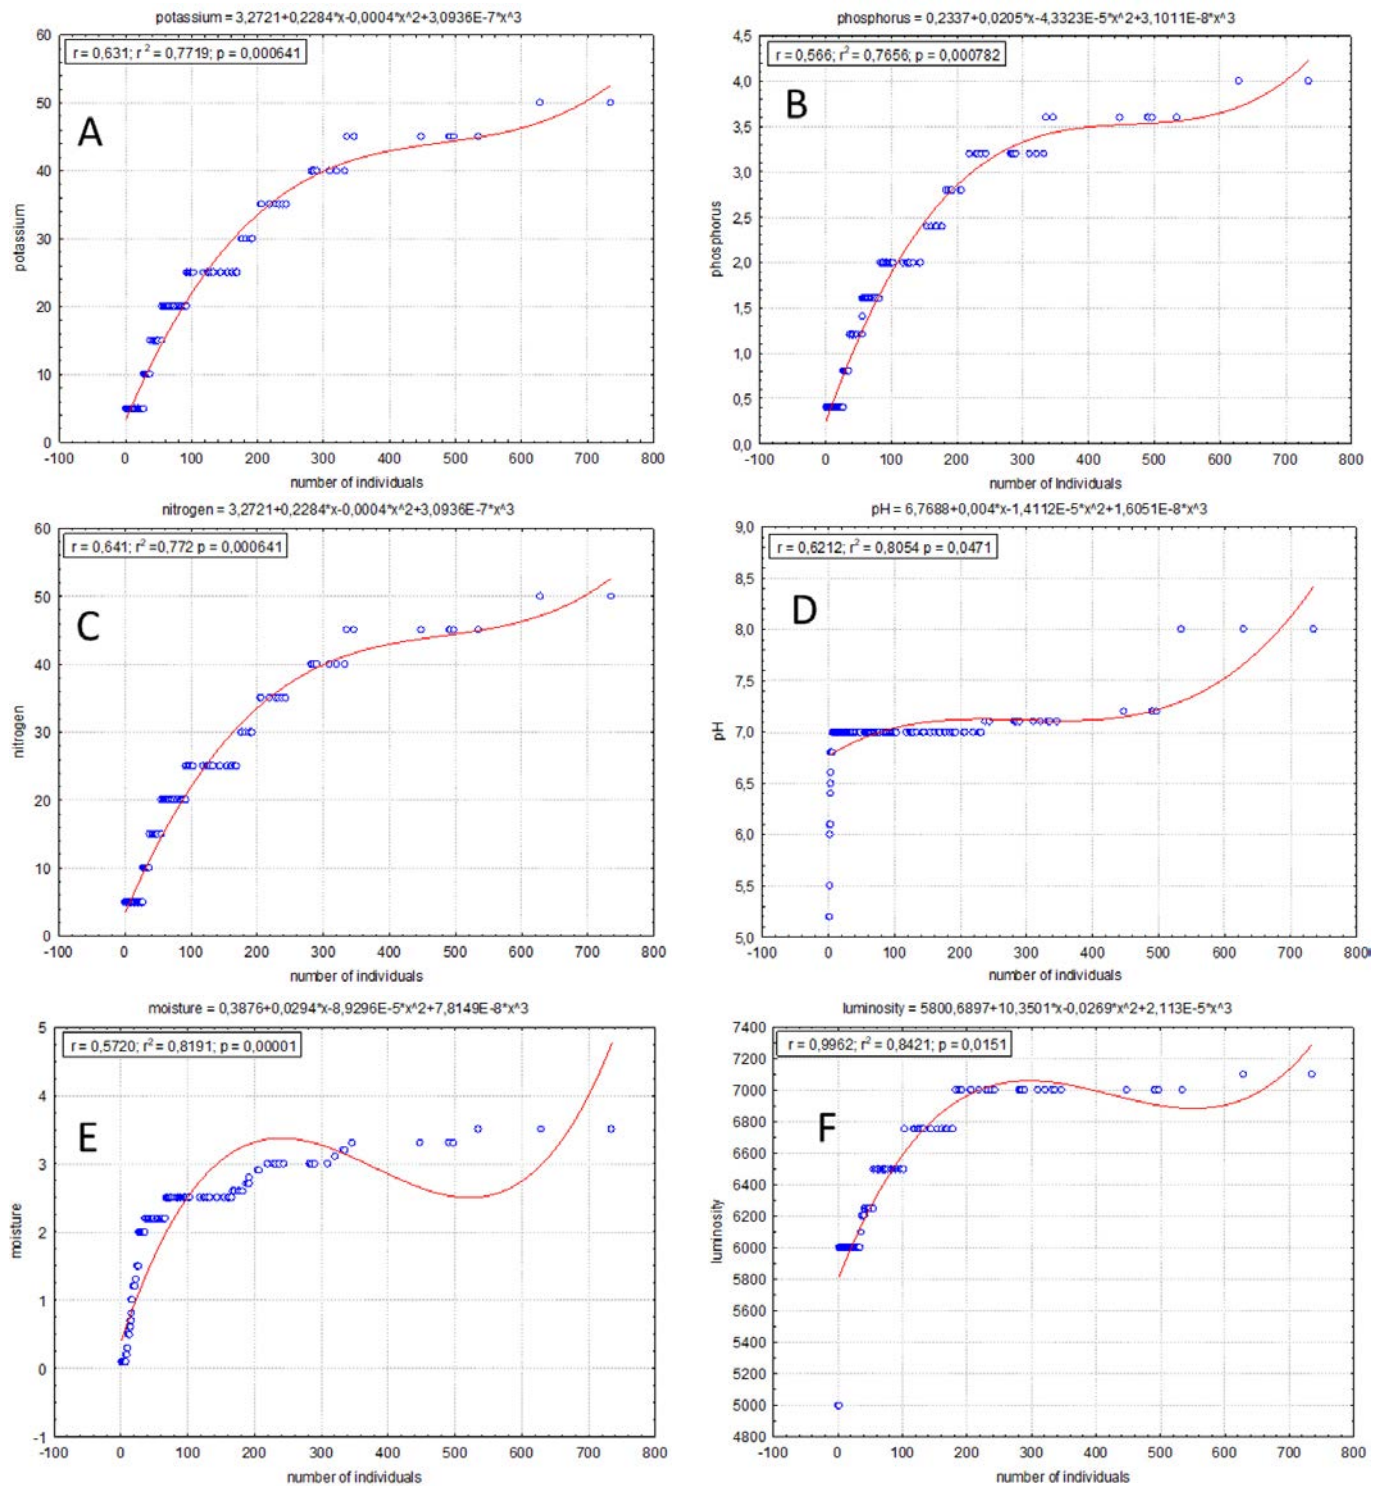 potassium = 3,2721+0,2284*x-0,0004*x^2+3,0936E-7*x^3
r = 0,631; r² = 0,7719; p = 0,000641
A
potassium
60
50
40
30
20
10
0
-100 0 100 200 300 400 500 600 700 800
number of individuals
phosphorus = 0,2337+0,0205*x-4,3323E-5*x^2+3,1011E-8*x^3
r = 0,566; r² = 0,7656; p = 0,000782
B
phosphorus
4,5
4,0
3,5
3,0
2,5
2,0
1,5
1,0
0,5
0,0
-100 0 100 200 300 400 500 600 700 800
number of Individuals
nitrogen = 3,2721+0,2284*x-0,0004*x^2+3,0936E-7*x^3
r = 0,641; r² =0,772 p = 0,000641
C
nitrogen
60
50
40
30
20
10
0
-100 0 100 200 300 400 500 600 700 800
number of individuals
pH = 6,7688+0,004*x-1,4112E-5*x^2+1,6051E-8*x^3
r = 0,6212; r² = 0,8054 p = 0,0471
D
pH
9,0
8,5
8,0
7,5
7,0
6,5
6,0
5,5
5,0
-100 0 100 200 300 400 500 600 700 800
number of individuals
moisture = 0,3876+0,0294*x-8,9296E-5*x^2+7,8149E-8*x^3
r = 0,5720; r² = 0,8191; p = 0,00001
E
moisture
5
4
3
2
1
0
-1
-100 0 100 200 300 400 500 600 700 800
number of individuals
luminosity = 5800,6897+10,3501*x-0,0269*x^2+2,113E-5*x^3
r = 0,9962; r² = 0,8421; p = 0,0151
F
luminosity
7400
7200
7000
6800
6600
6400
6200
6000
5800
5600
5400
5200
5000
4800
-100 0 100 200 300 400 500 600 700 800
number of individuals